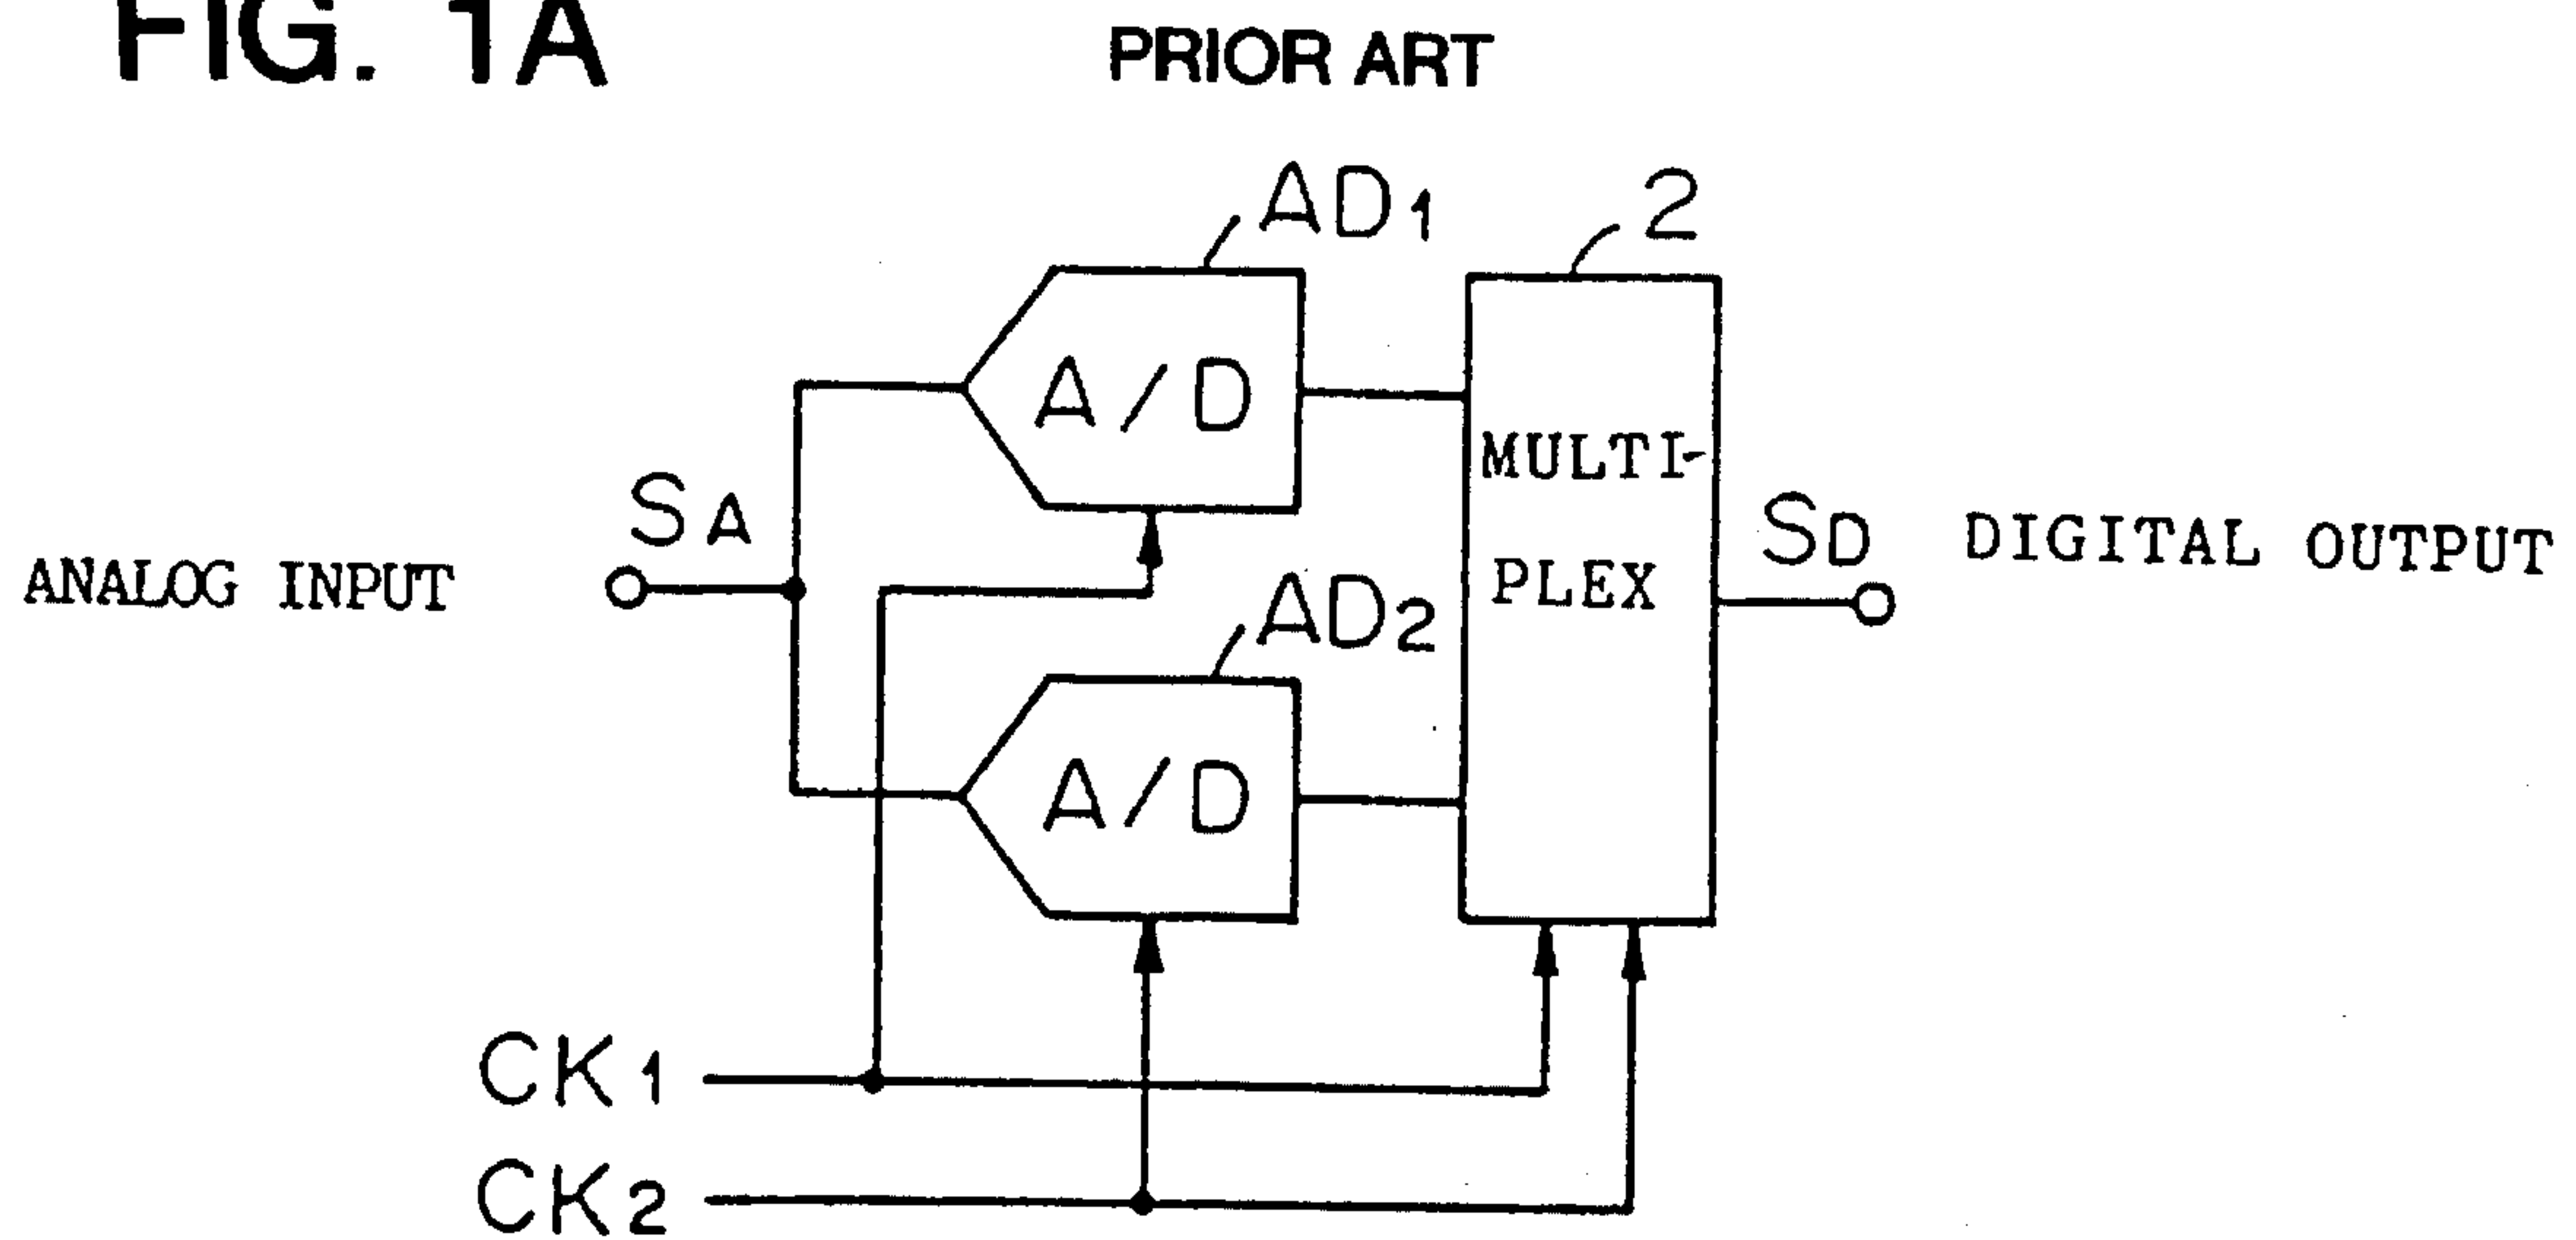 FIG. 1A
PRIOR ART
AD1
2
A/D
MULTI-
PLEX
SA
ANALOG INPUT
SD
DIGITAL OUTPUT
AD2
A/D
CK1
CK2